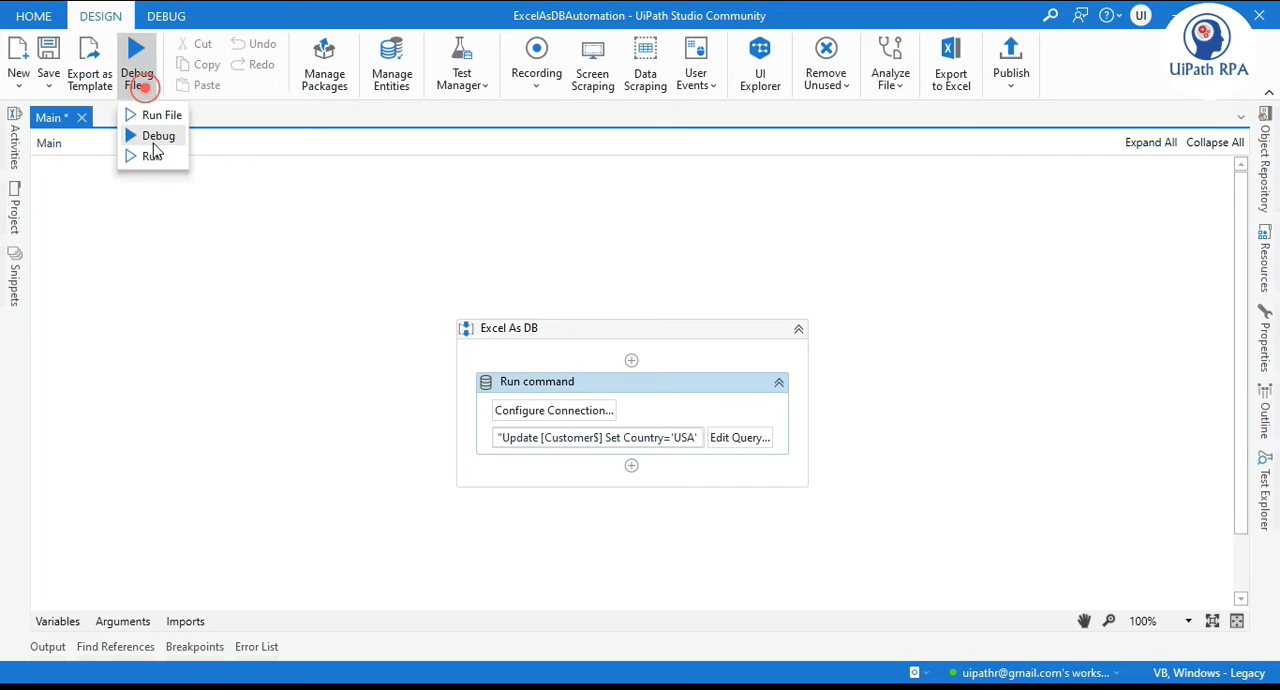 HOME DESIGN DEBUG ExcelAsDBAutomation - UiPath Studio Community UI
New Save Export as Template Debug File Cut Copy Paste Undo Redo Manage Packages Manage Entities Test Manager Recording Screen Scraping Data Scraping User Events UI Explorer Remove Unused Analyze File Export to Excel Publish
UiPath RPA
Run File
Debug
Run
Main *
Main Expand All Collapse All
Activities
Project
Snippets
Object Repository
Resources
Properties
Outline
Test Explorer
Excel As DB
Run command
Configure Connection...
"Update [Customer$] Set Country='USA' Edit Query...
Variables Arguments Imports 100%
Output Find References Breakpoints Error List
uipathr@gmail.com's works... VB, Windows - Legacy